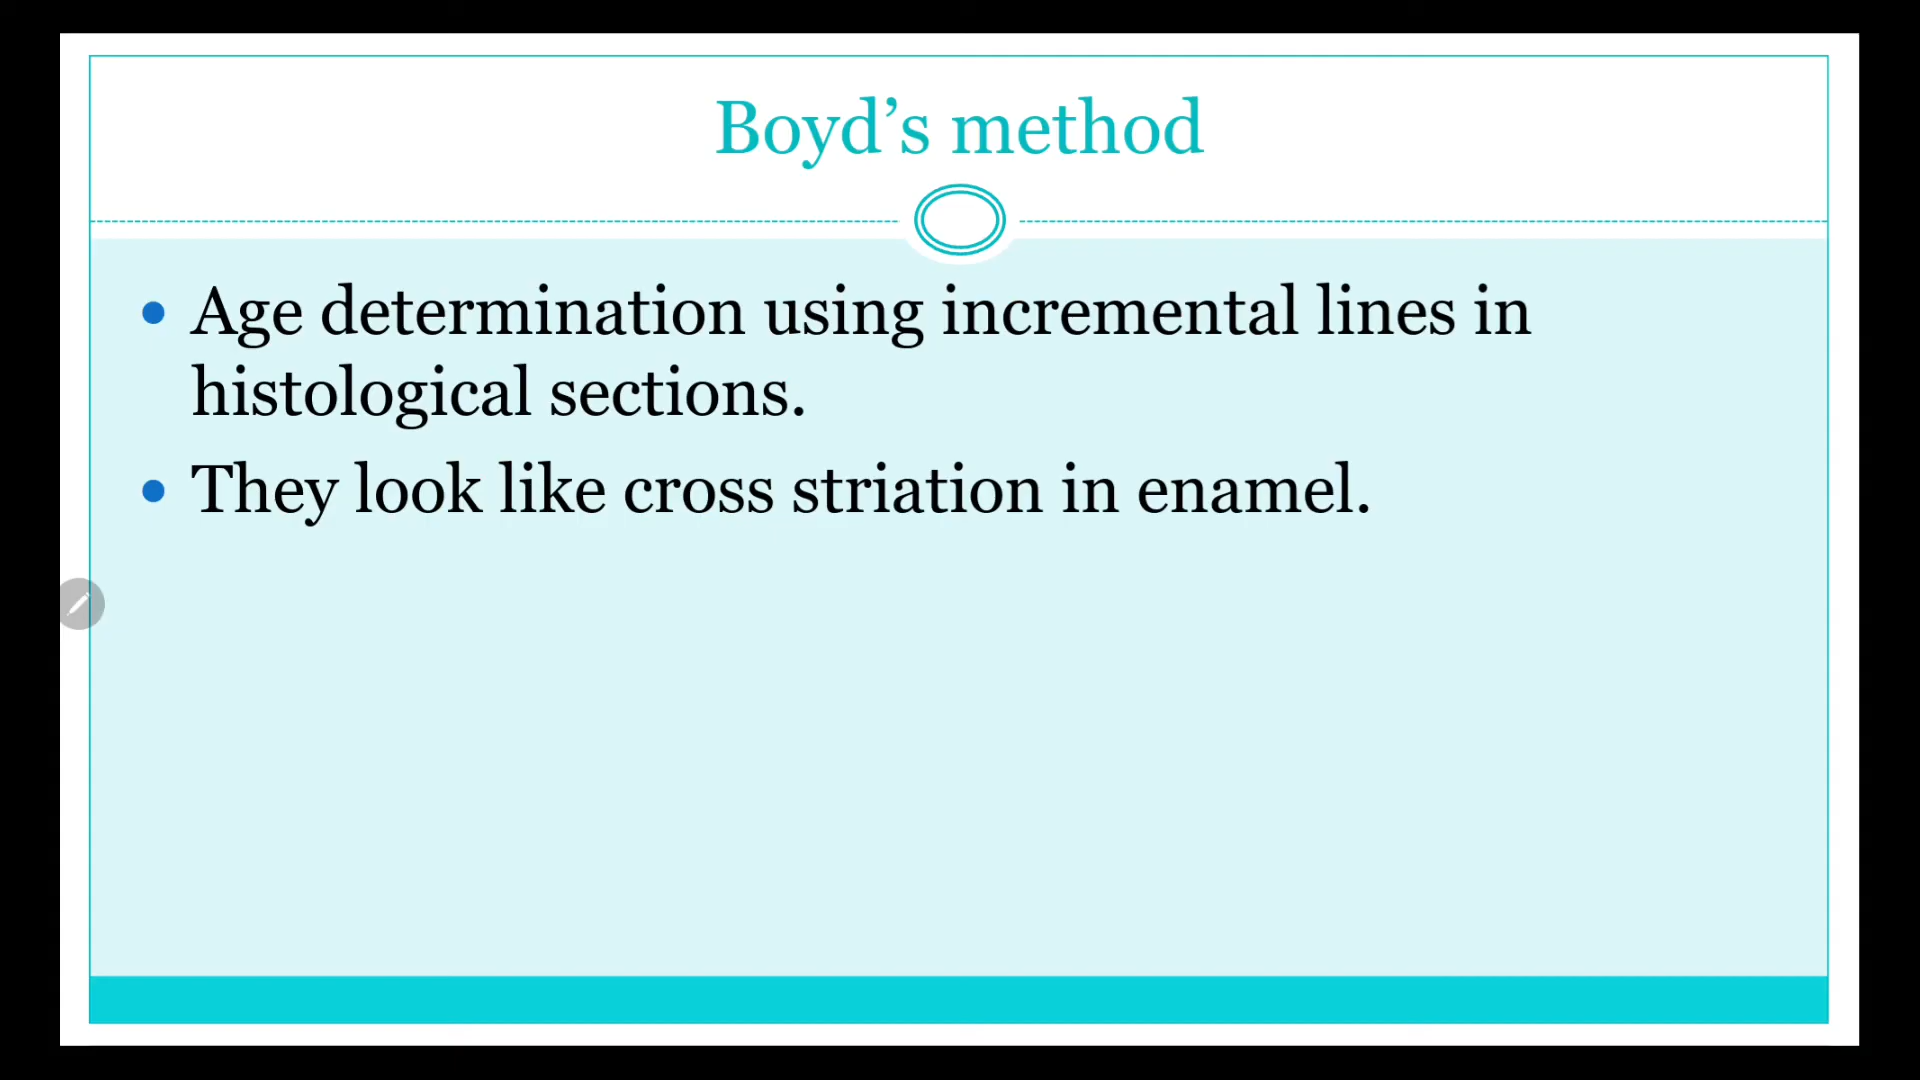 Boyd’s method
• Age determination using incremental lines in
histological sections.
• They look like cross striation in enamel.